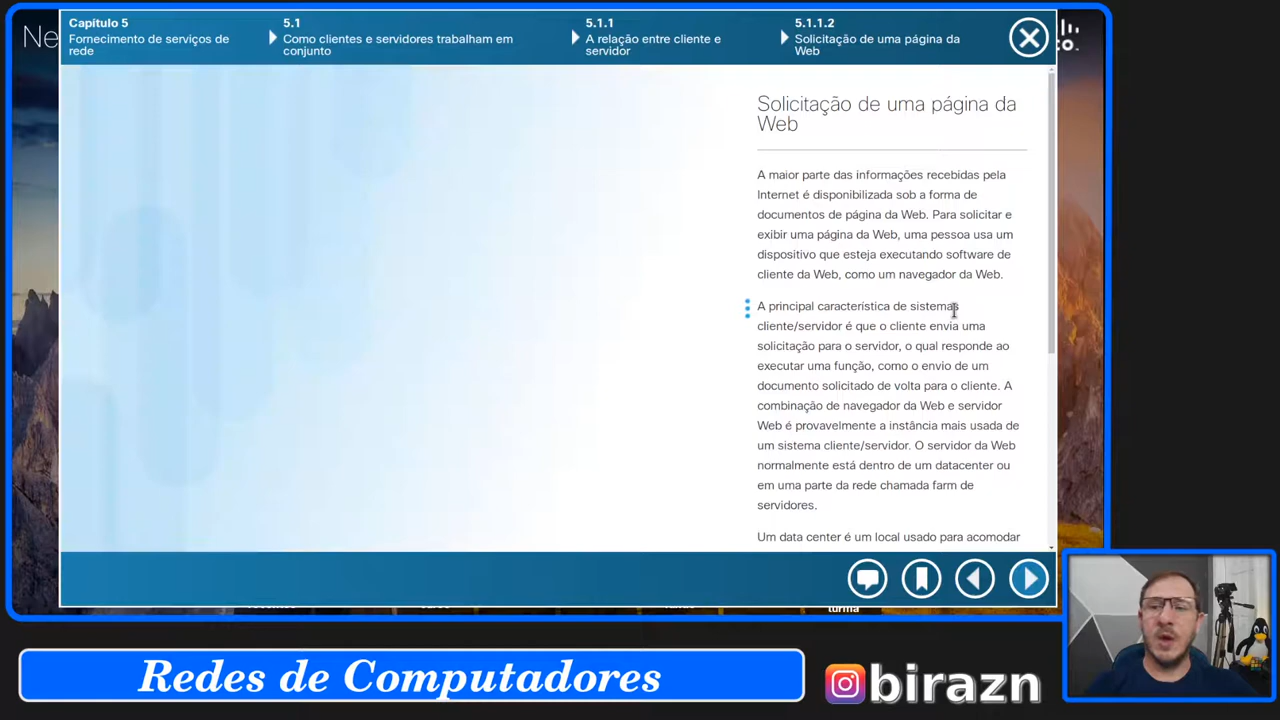 Ne
Capítulo 5
Fornecimento de serviços de
rede
5.1
Como clientes e servidores trabalham em
conjunto
5.1.1
A relação entre cliente e
servidor
5.1.1.2
Solicitação de uma página da
Web
co.
Solicitação de uma página da
Web
A maior parte das informações recebidas pela
Internet é disponibilizada sob a forma de
documentos de página da Web. Para solicitar e
exibir uma página da Web, uma pessoa usa um
dispositivo que esteja executando software de
cliente da Web, como um navegador da Web.
A principal característica de sistemas
cliente/servidor é que o cliente envia uma
solicitação para o servidor, o qual responde ao
executar uma função, como o envio de um
documento solicitado de volta para o cliente. A
combinação de navegador da Web e servidor
Web é provavelmente a instância mais usada de
um sistema cliente/servidor. O servidor da Web
normalmente está dentro de um datacenter ou
em uma parte da rede chamada farm de
servidores.
Um data center é um local usado para acomodar
turma
Redes de Computadores
birazn